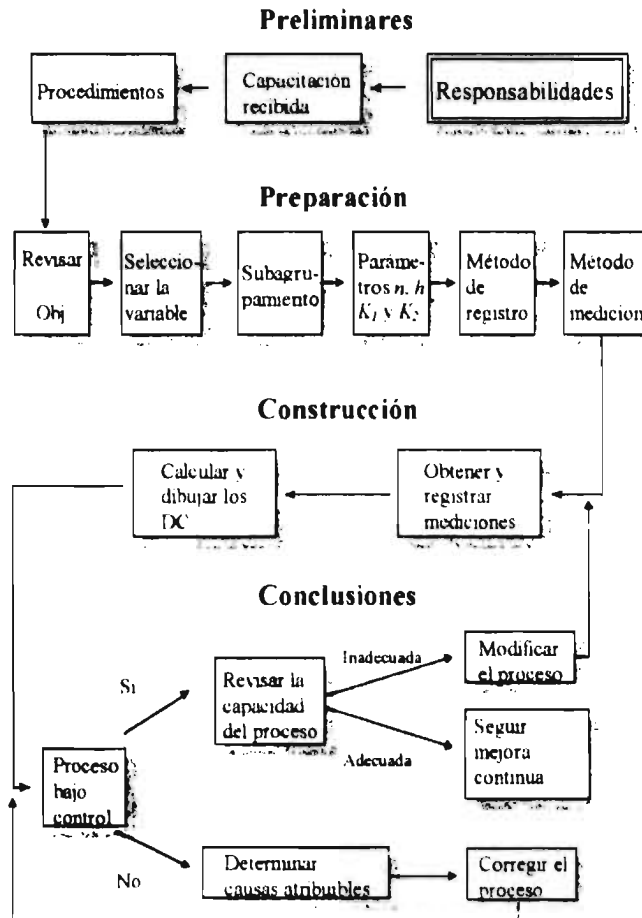 Preliminares
Procedimientos
Capacitación
recibida
Responsabilidades
Preparación
Revisar
Obj
Seleccio-
nar la
variable
Subagru-
pamiento
Paráme-
tros n, h
K1 y K2
Método
de
registro
Método
de
medicion
Construcción
Calcular y
dibujar los
DC
Obtener y
registrar
mediciones
Conclusiones
Sí
Revisar la
capacidad
del proceso
Inadecuada
Modificar
el proceso
Adecuada
Seguir
mejora
continua
Proceso
bajo
control
No
Determinar
causas atribuibles
Corregir el
proceso